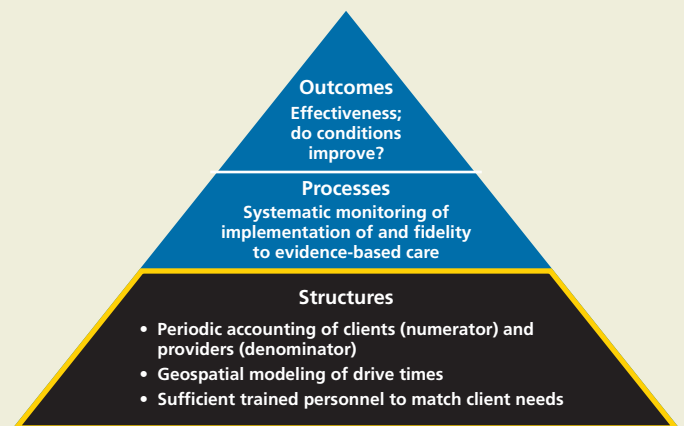 Outcomes
Effectiveness;
do conditions
improve?
Processes
Systematic monitoring of
implementation of and fidelity
to evidence-based care
Structures
• Periodic accounting of clients (numerator) and
providers (denominator)
• Geospatial modeling of drive times
• Sufficient trained personnel to match client needs